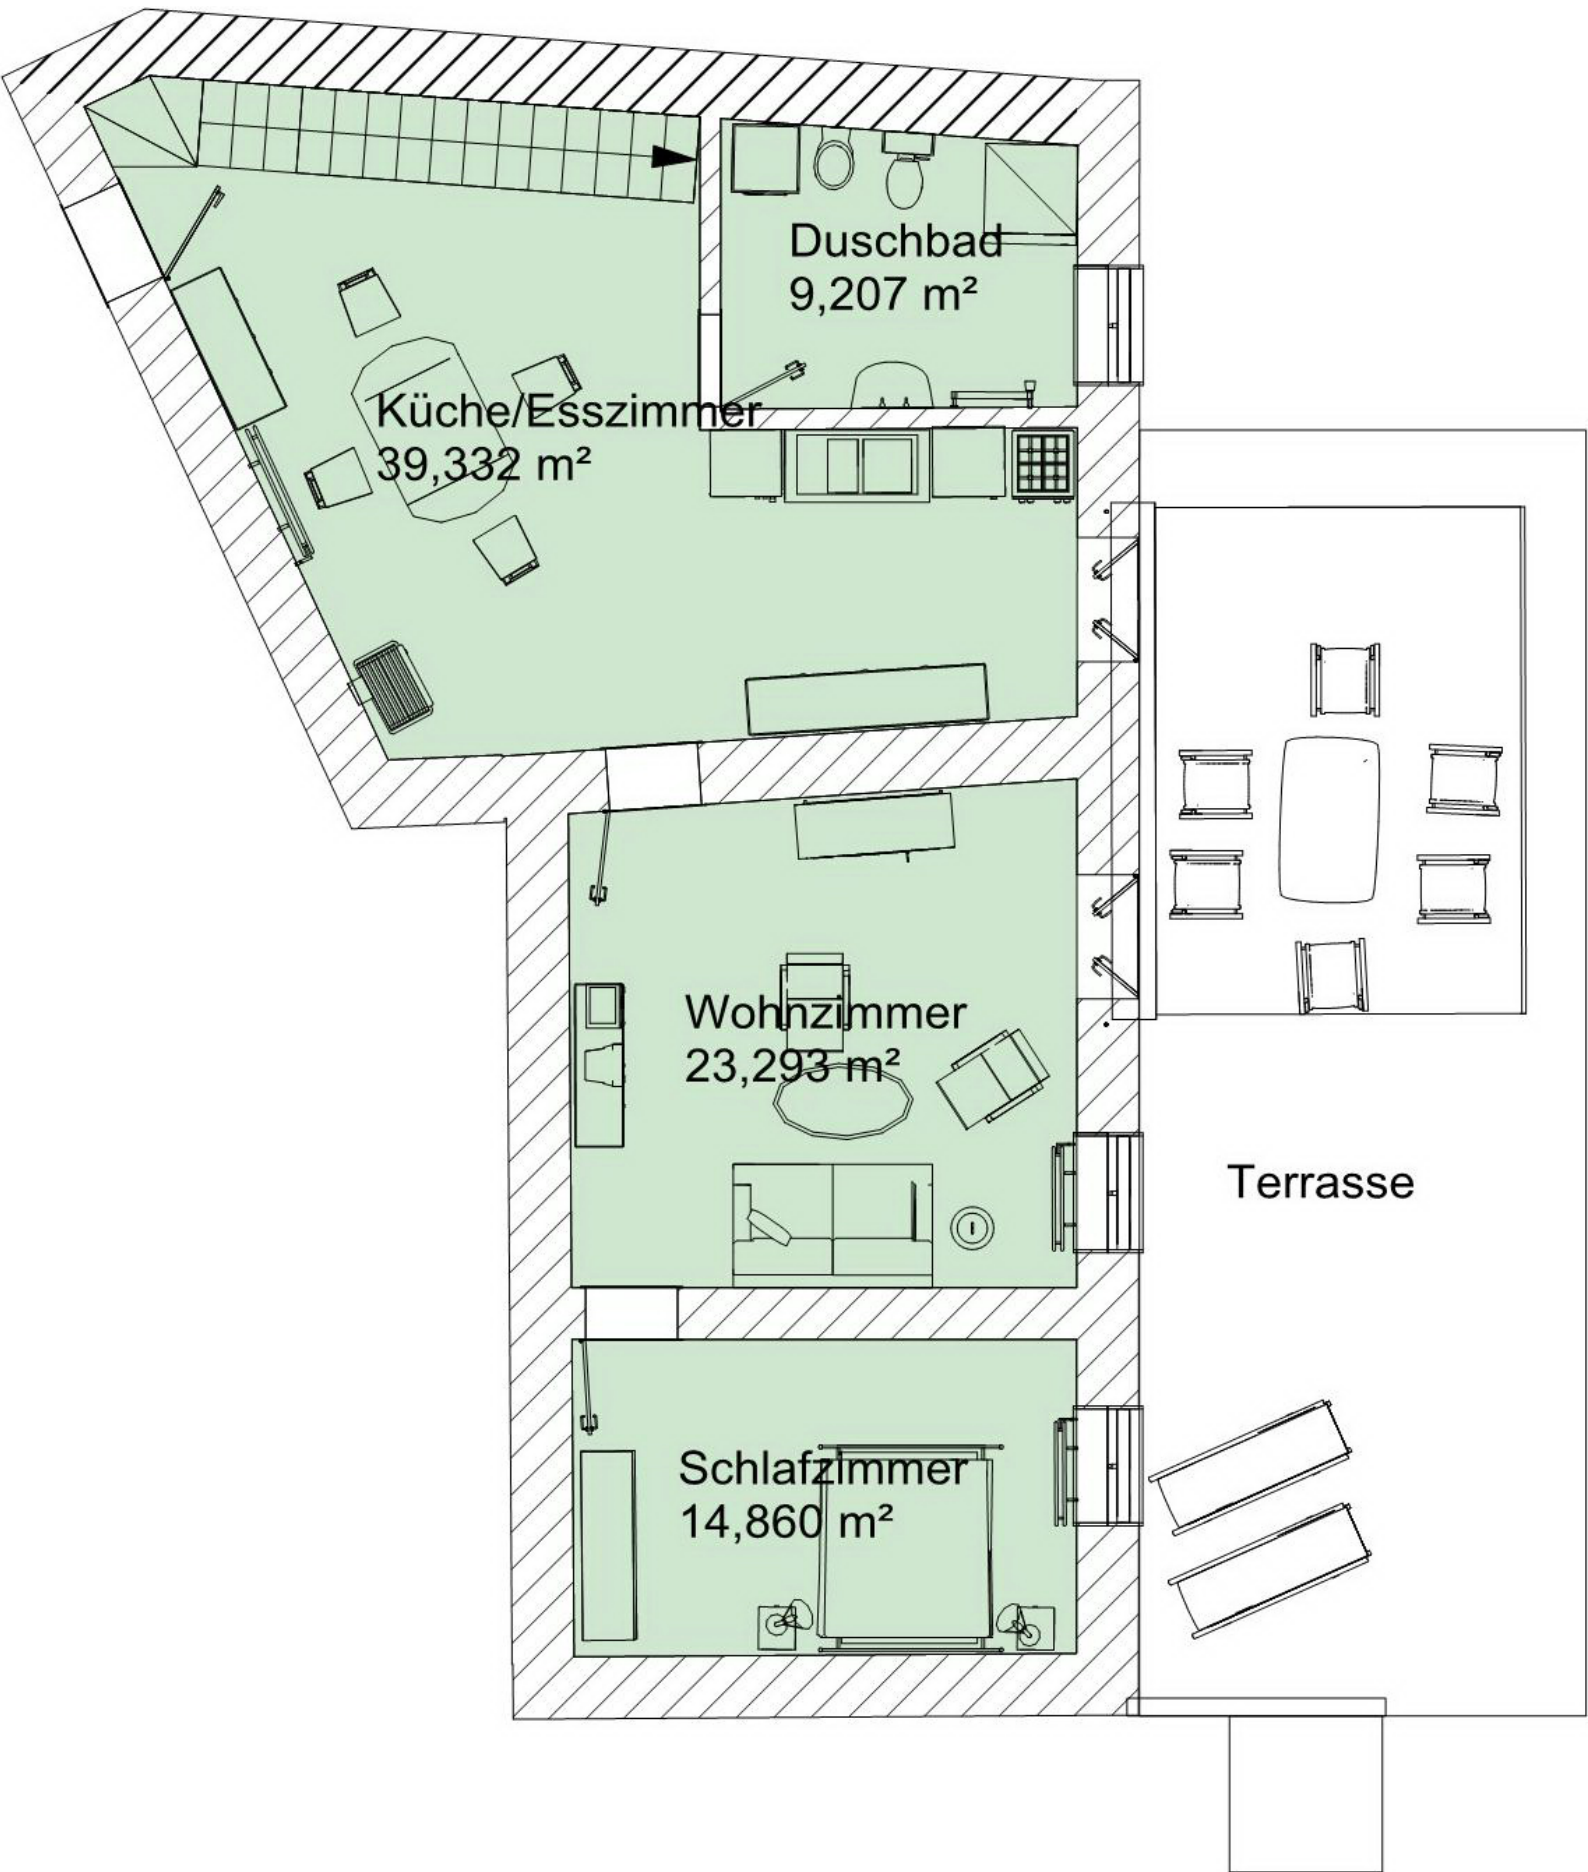 Duschbad
9,207 m²
Küche/Esszimmer
39,332 m²
Wohnzimmer
23,293 m²
Terrasse
Schlafzimmer
14,860 m²